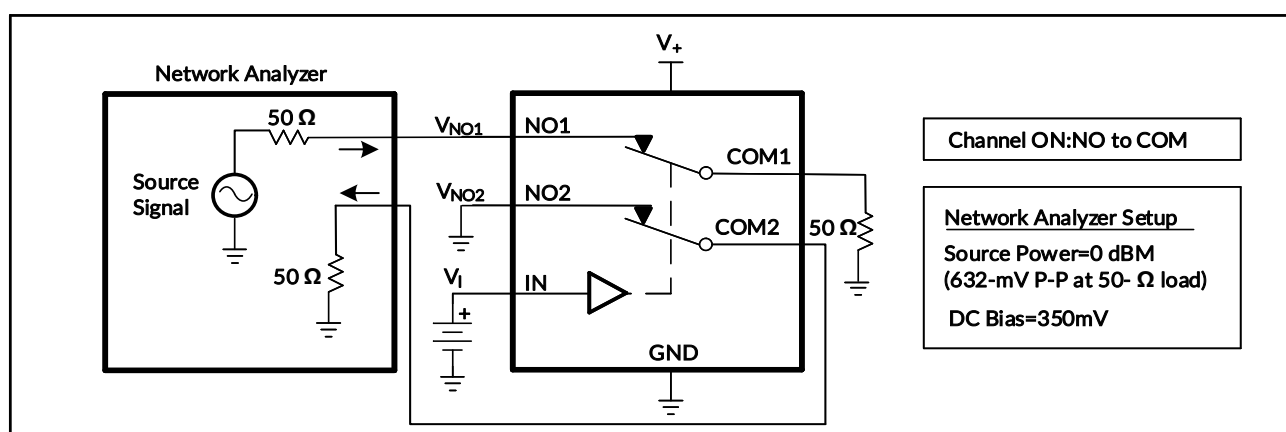 V+
Network Analyzer
50 Ω
VNO1
NO1
COM1
Channel ON:NO to COM
Source
Signal
VNO2
NO2
COM2
50 Ω
50 Ω
VI
IN
+
GND
Network Analyzer Setup
Source Power=0 dBM
(632-mV P-P at 50- Ω load)
DC Bias=350mV